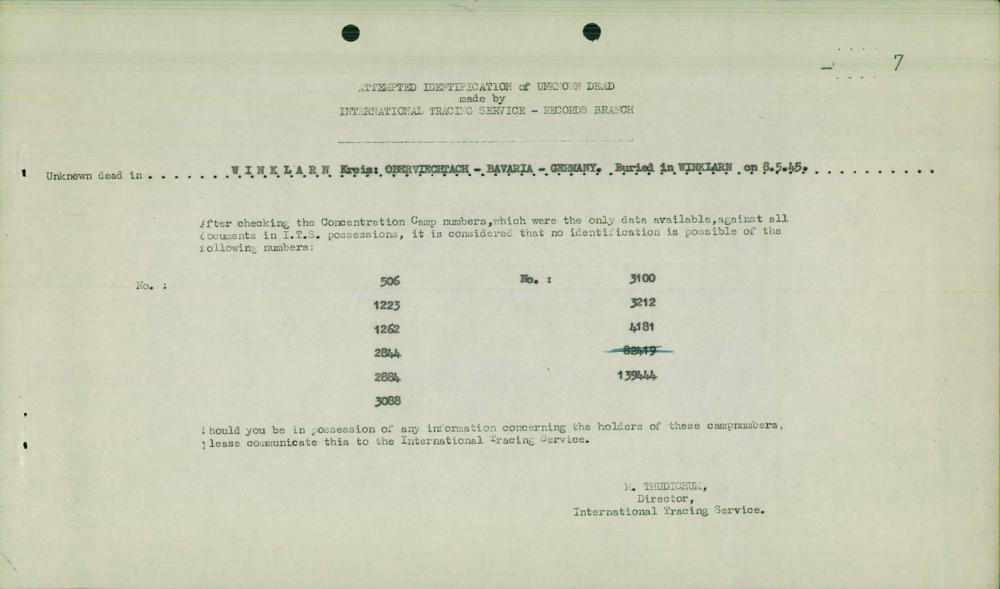 7
ATTEMPTED IDENTIFICATION of UNKNOWN DEAD
made by
INTERNATIONAL TRACING SERVICE - RECORDS BRANCH
Unknown dead in . . . . . . . WINKLARN Kreis: OBERVIECHTACH - BAVARIA - GERMANY. Buried in WINKLARN on 8.5.45. . . . . . . . . . . .
After checking the Concentration Camp numbers,which were the only data available,against all
documents in I.T.S. possessions, it is considered that no identification is possible of the
following numbers:
No. : 506 No. : 3100
1223 3212
1262 4181
2844 82419
2884 139444
3088
Should you be in possession of any information concerning the holders of these campnumbers,
please communicate this to the International Tracing Service.
M. THUDICHUM,
Director,
International Tracing Service.